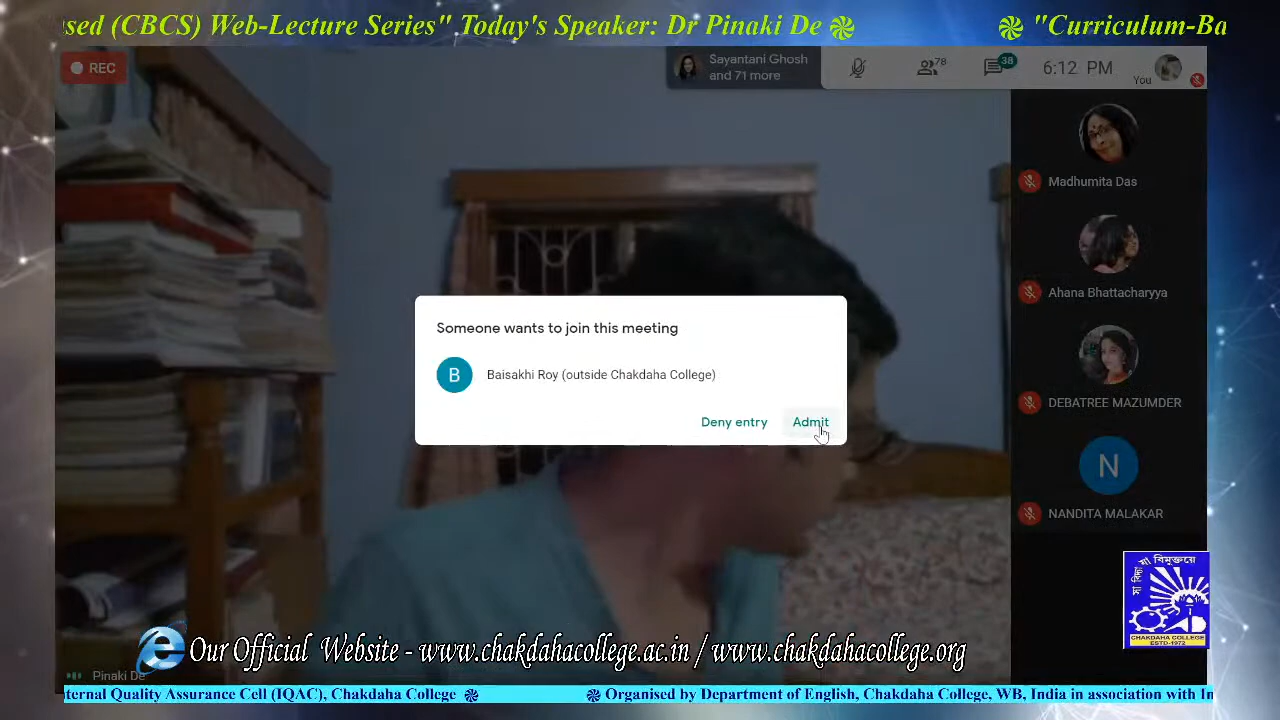 sed (CBCS) Web-Lecture Series" Today's Speaker: Dr Pinaki De ֍ ֍ "Curriculum-Ba
REC
Sayantani Ghosh
and 71 more
78
38
6:12 PM
You
Madhumita Das
Ahana Bhattacharyya
DEBATREE MAZUMDER
N
NANDITA MALAKAR
Someone wants to join this meeting
B
Baisakhi Roy (outside Chakdaha College)
Deny entry
Admit
মা বিদ্বিষ মা বিমুক্তয়ে
CHAKDAHA COLLEGE
ESTD-1972
Our Official Website - www.chakdahacollege.ac.in / www.chakdahacollege.org
Pinaki De
ternal Quality Assurance Cell (IQAC), Chakdaha College ֍ ֍ Organised by Department of English, Chakdaha College, WB, India in association with In